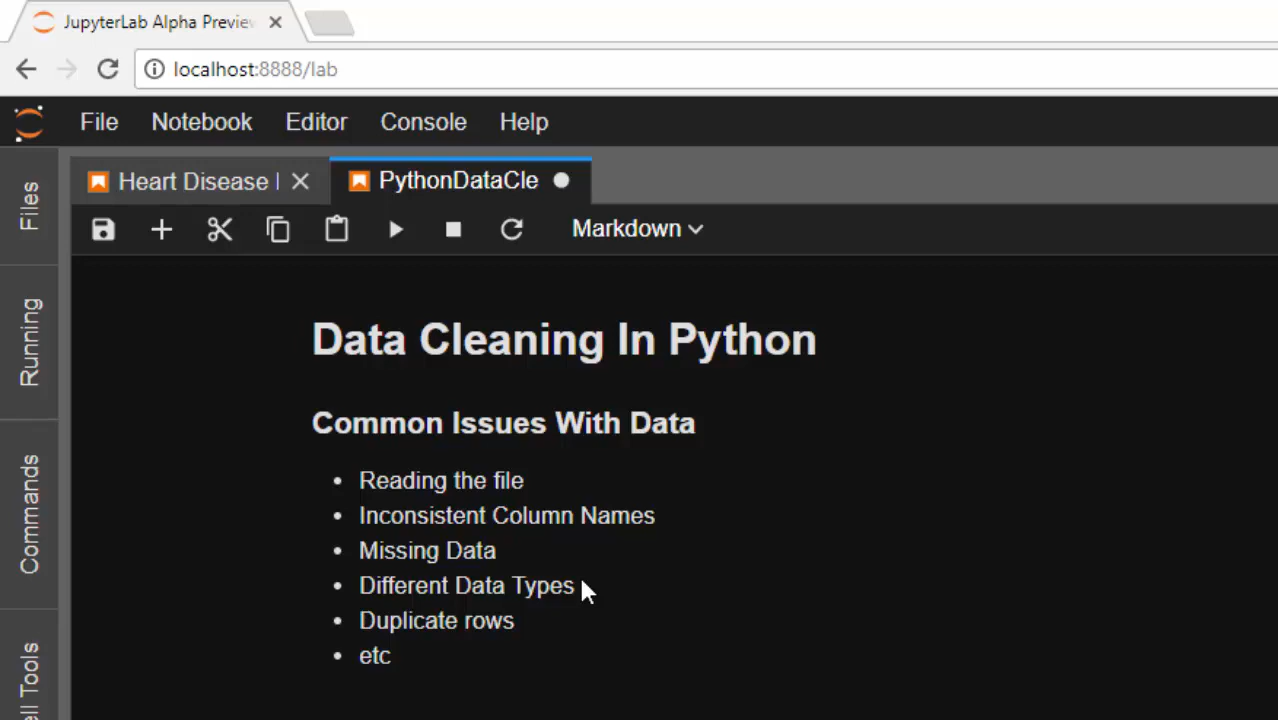 JupyterLab Alpha Preview
localhost:8888/lab
File Notebook Editor Console Help
Heart Disease PythonDataCle
Markdown
Files
Running
Commands
Tools
Data Cleaning In Python
Common Issues With Data
• Reading the file
• Inconsistent Column Names
• Missing Data
• Different Data Types
• Duplicate rows
• etc